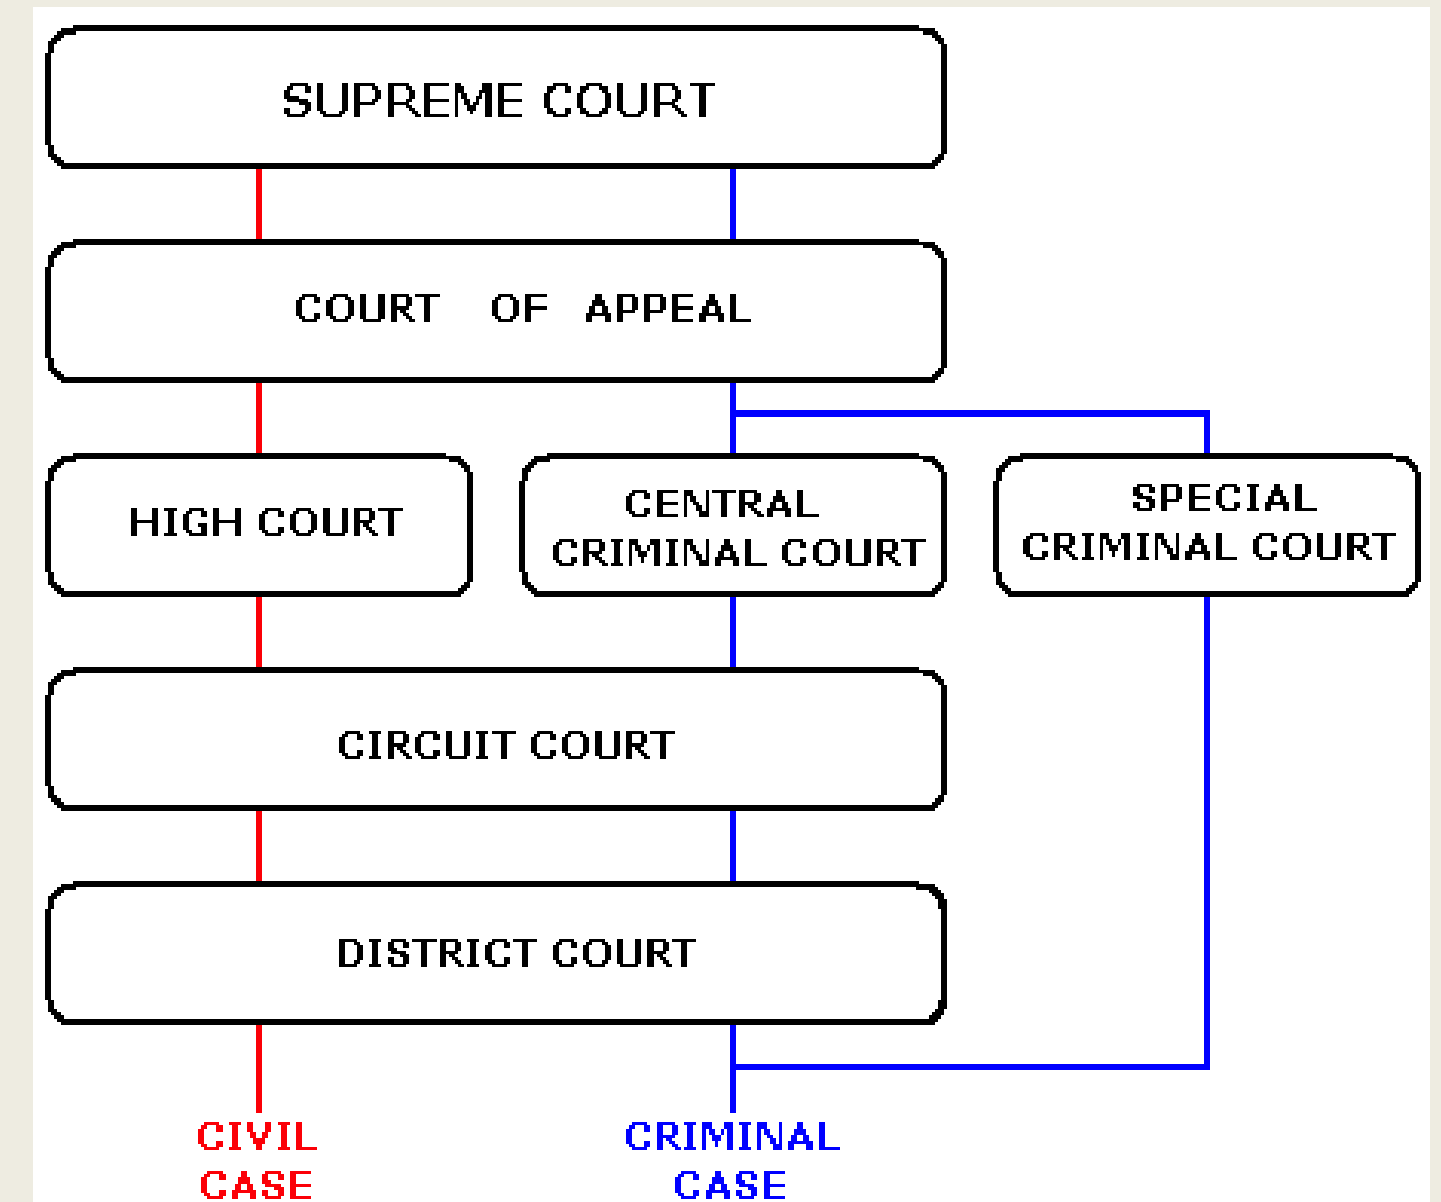 SUPREME COURT
COURT OF APPEAL
HIGH COURT
CENTRAL
CRIMINAL COURT
SPECIAL
CRIMINAL COURT
CIRCUIT COURT
DISTRICT COURT
CIVIL
CASE
CRIMINAL
CASE